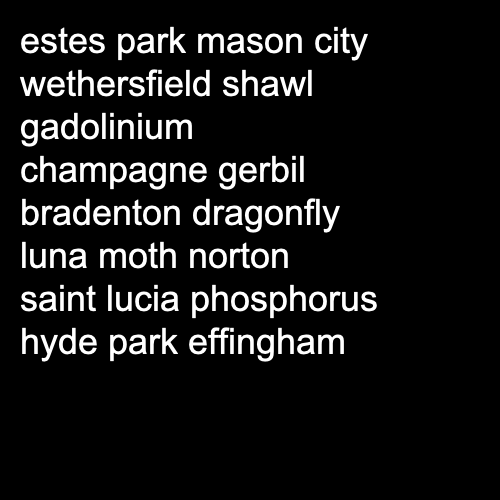 estes park mason city
wethersfield shawl
gadolinium
champagne gerbil
bradenton dragonfly
luna moth norton
saint lucia phosphorus
hyde park effingham